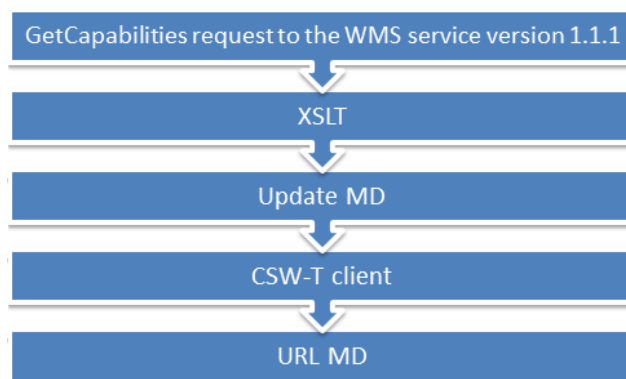 GetCapabilities request to the WMS service version 1.1.1
XSLT
Update MD
CSW-T client
URL MD